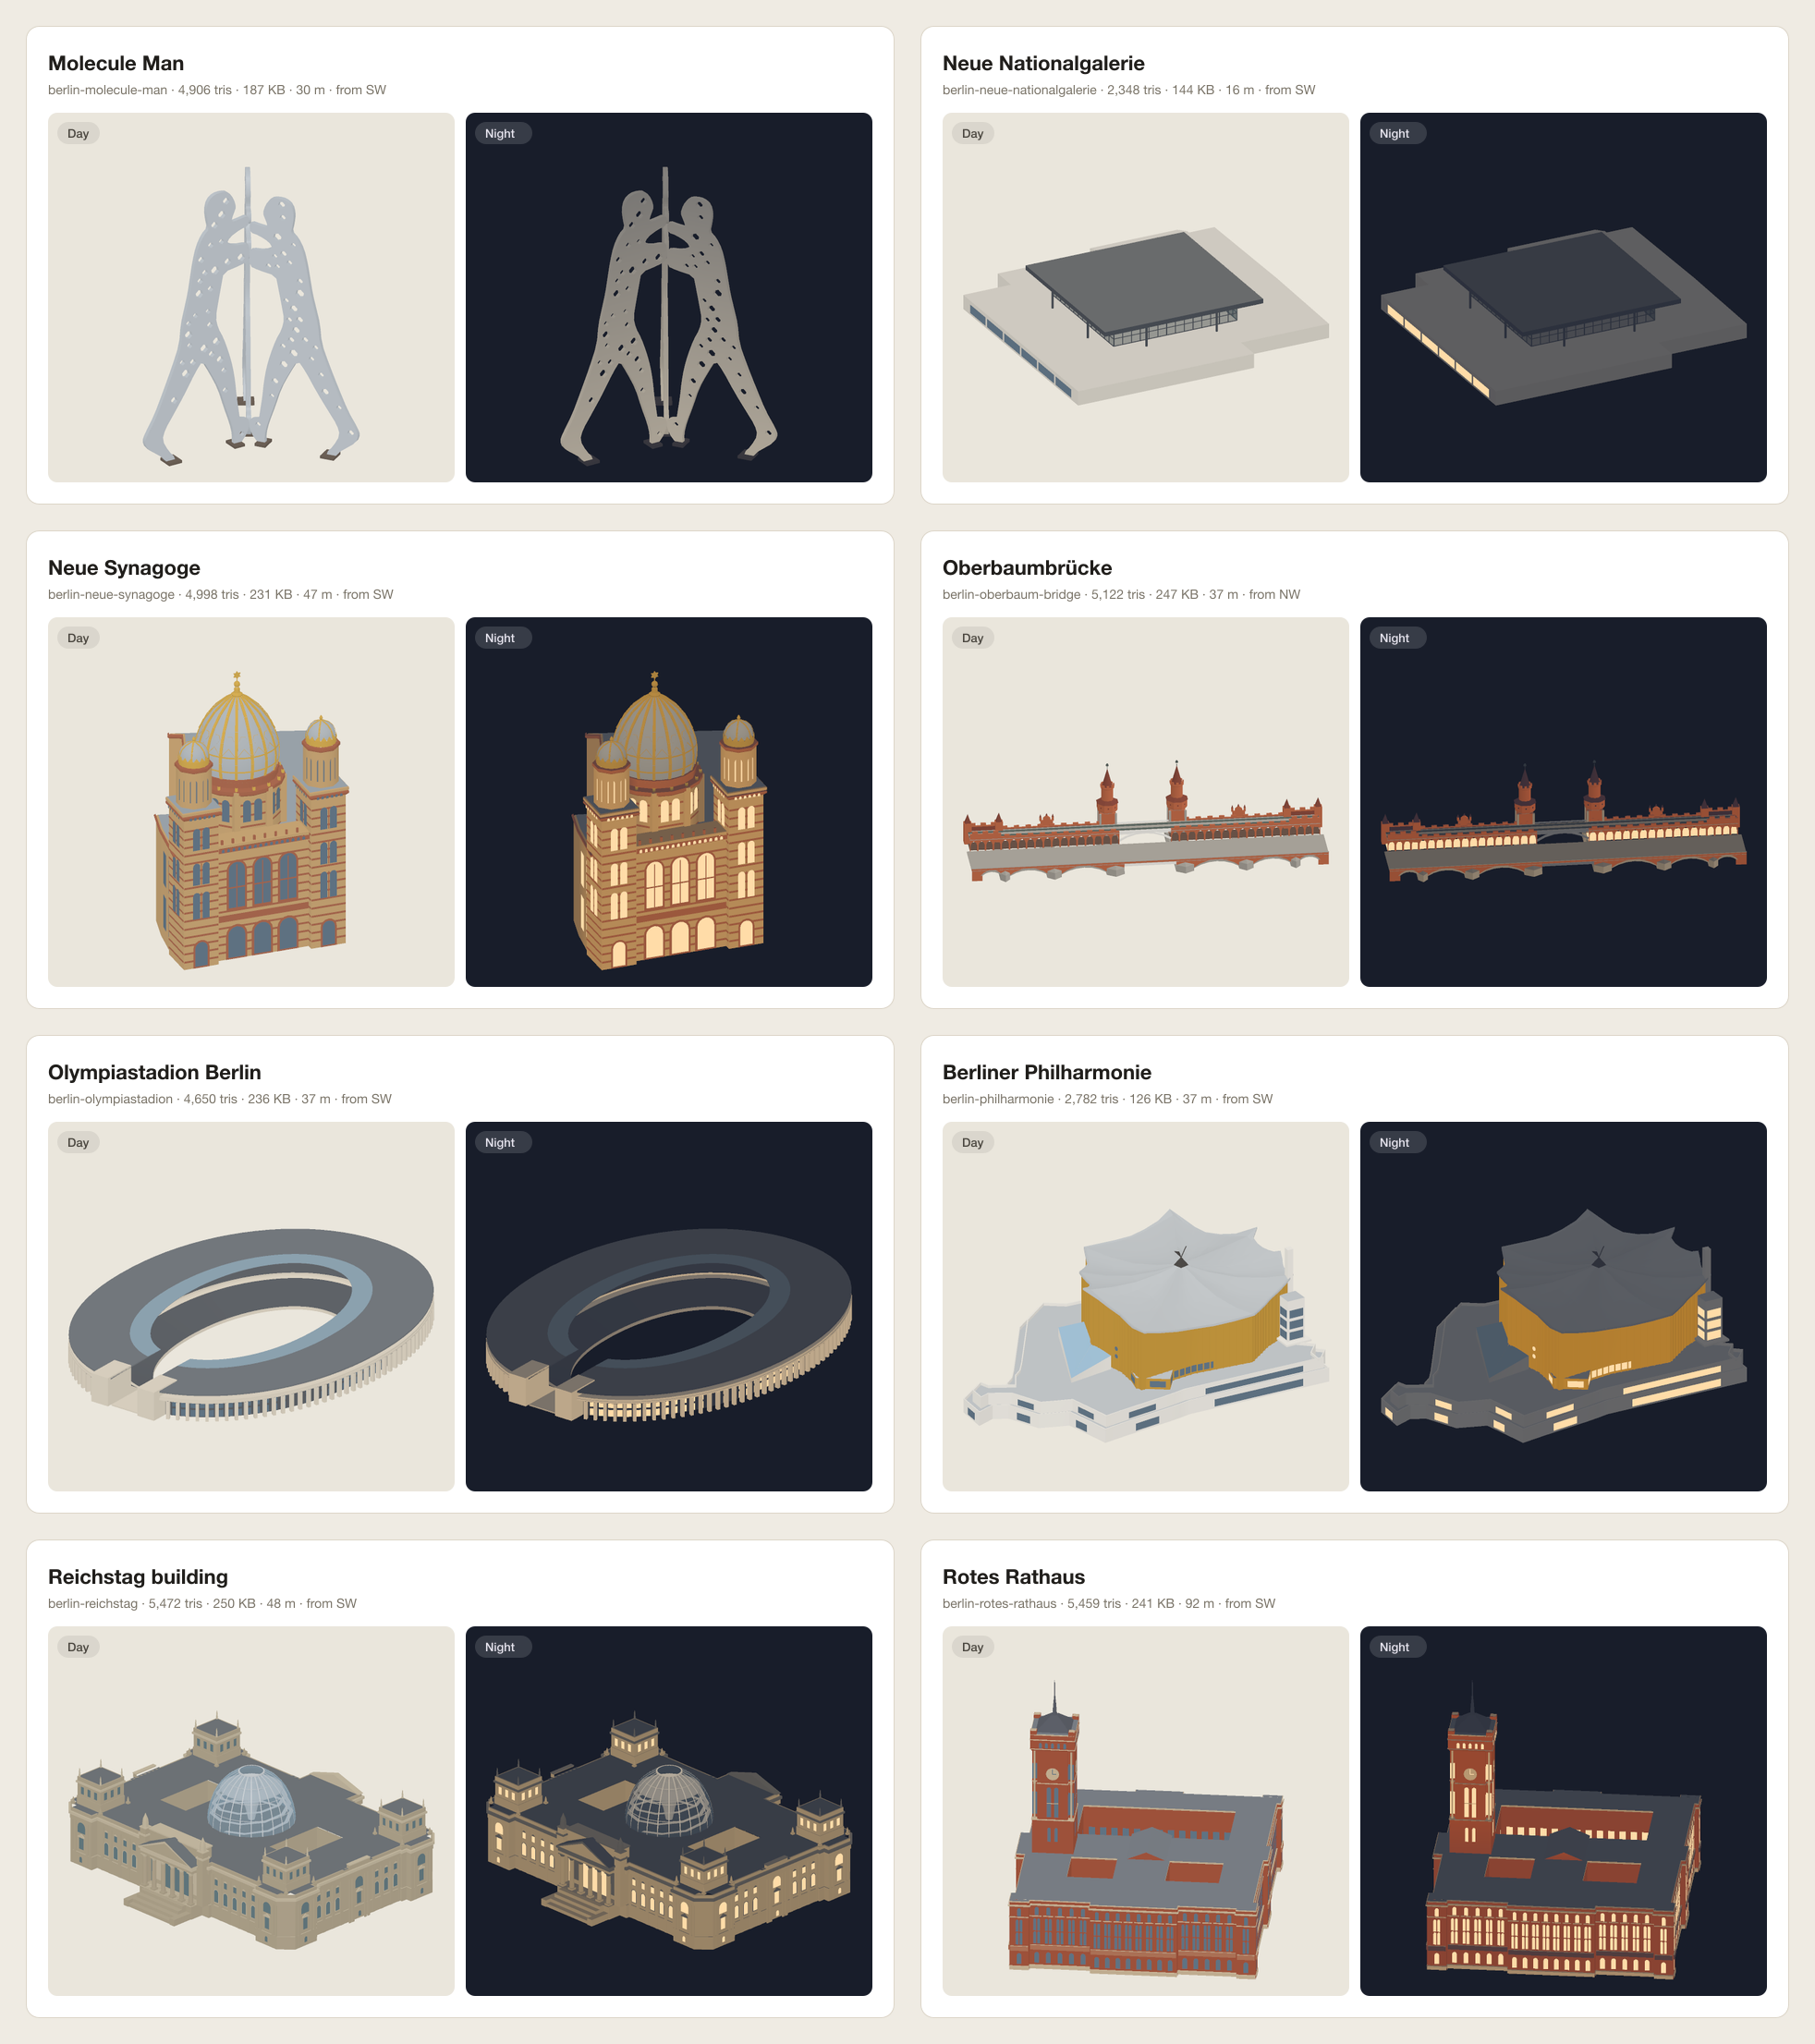 Molecule Man
berlin-molecule-man · 4,906 tris · 187 KB · 30 m · from SW
Day
Night
Neue Nationalgalerie
berlin-neue-nationalgalerie · 2,348 tris · 144 KB · 16 m · from SW
Day
Night
Neue Synagoge
berlin-neue-synagoge · 4,998 tris · 231 KB · 47 m · from SW
Day
Night
Oberbaumbrücke
berlin-oberbaum-bridge · 5,122 tris · 247 KB · 37 m · from NW
Day
Night
Olympiastadion Berlin
berlin-olympiastadion · 4,650 tris · 236 KB · 37 m · from SW
Day
Night
Berliner Philharmonie
berlin-philharmonie · 2,782 tris · 126 KB · 37 m · from SW
Day
Night
Reichstag building
berlin-reichstag · 5,472 tris · 250 KB · 48 m · from SW
Day
Night
Rotes Rathaus
berlin-rotes-rathaus · 5,459 tris · 241 KB · 92 m · from SW
Day
Night